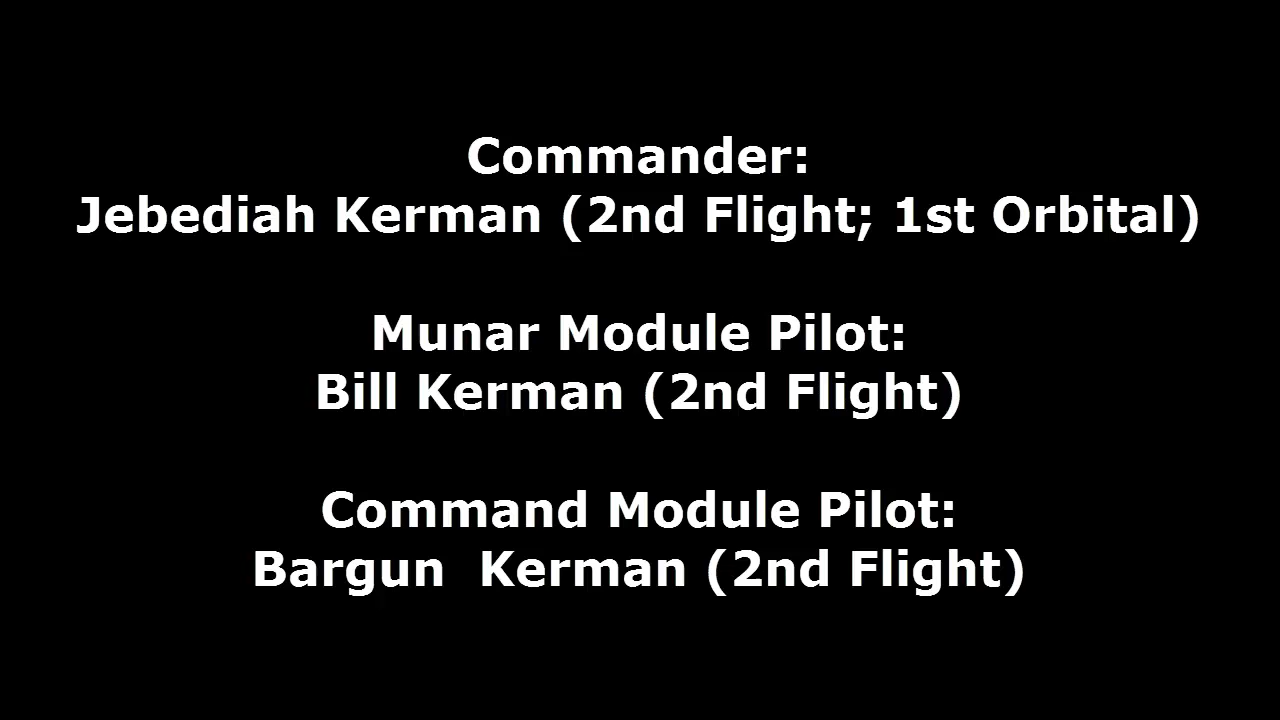 Commander:
Jebediah Kerman (2nd Flight; 1st Orbital)
Munar Module Pilot:
Bill Kerman (2nd Flight)
Command Module Pilot:
Bargun  Kerman (2nd Flight)